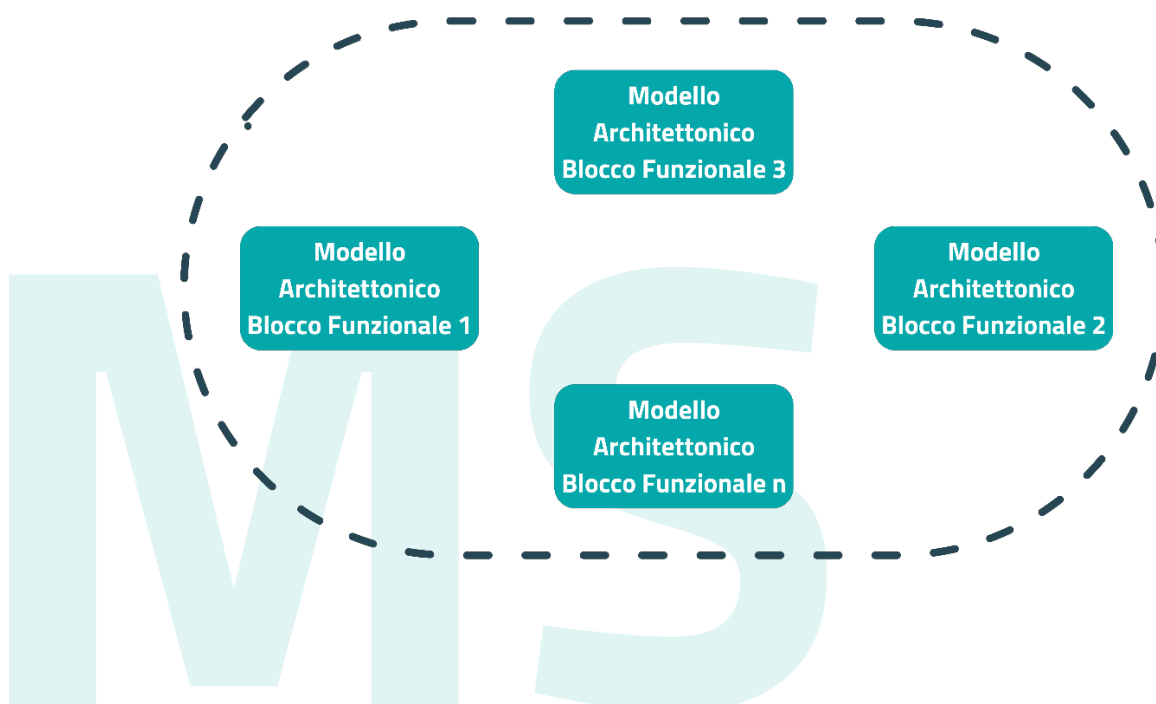 Modello
Architettonico
Blocco Funzionale 3
Modello
Architettonico
Blocco Funzionale 1
Modello
Architettonico
Blocco Funzionale 2
Modello
Architettonico
Blocco Funzionale n
MS